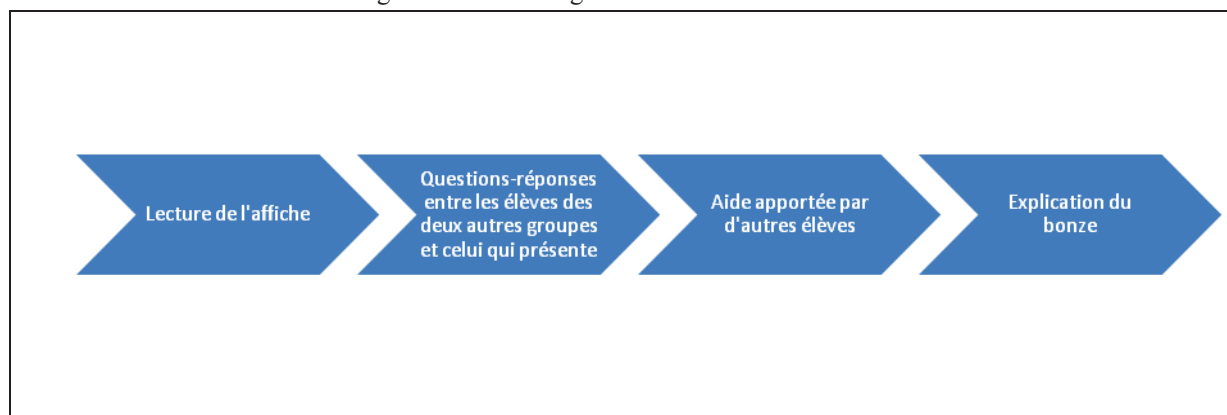 Lecture de l'affiche
Questions-réponses
entre les élèves des
deux autres groupes
et celui qui présente
Aide apportée par
d'autres élèves
Explication du
bonze